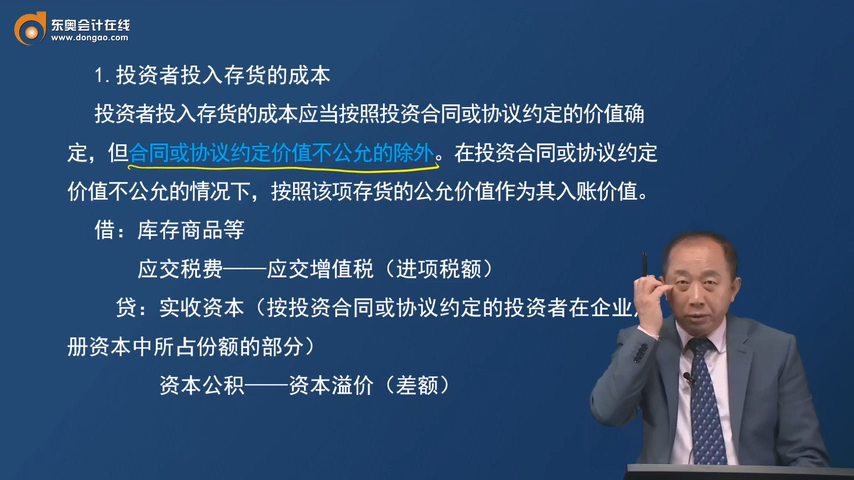 东奥会计在线
www.dongao.com
1.投资者投入存货的成本
投资者投入存货的成本应当按照投资合同或协议约定的价值确
定，但合同或协议约定价值不公允的除外。在投资合同或协议约定
价值不公允的情况下，按照该项存货的公允价值作为其入账价值。
借：库存商品等
应交税费——应交增值税（进项税额）
贷：实收资本（按投资合同或协议约定的投资者在企业
册资本中所占份额的部分）
资本公积——资本溢价（差额）